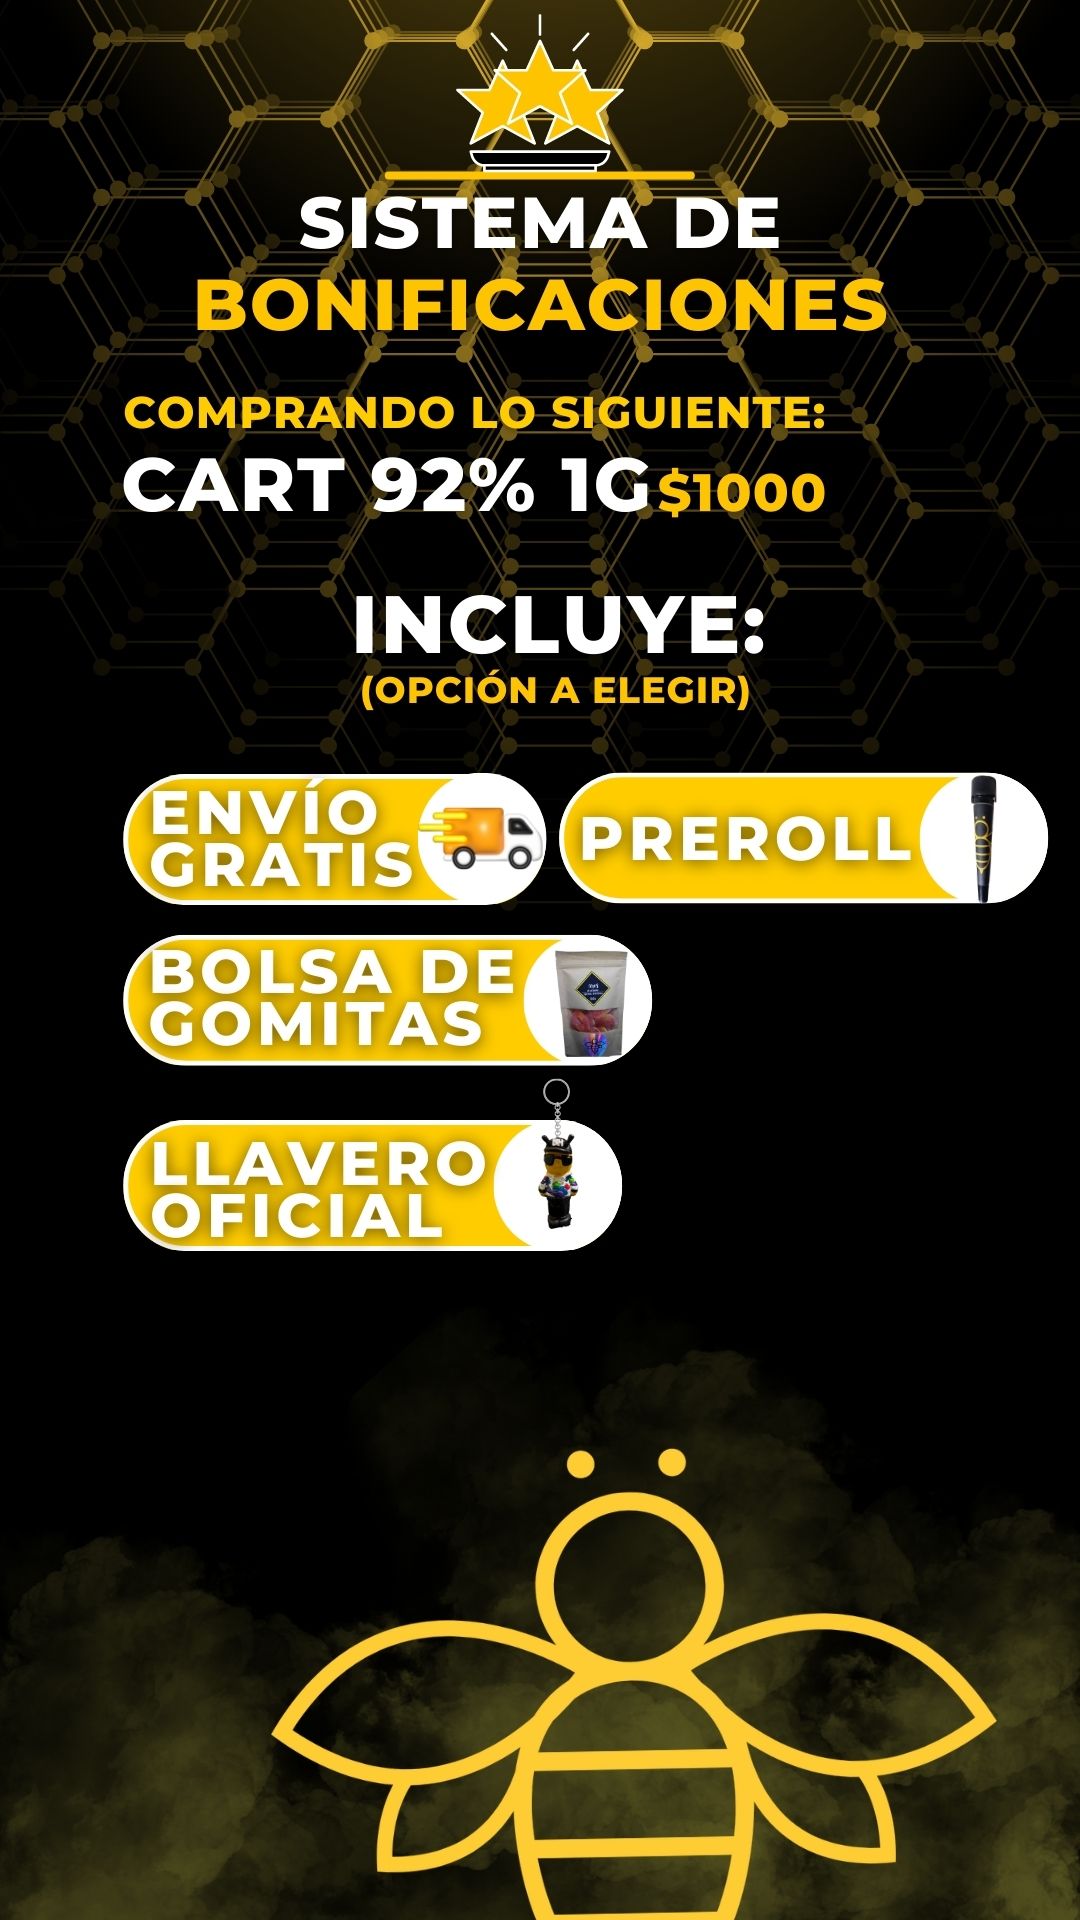 SISTEMA DE
BONIFICACIONES
COMPRANDO LO SIGUIENTE:
CART 92% 1G $1000
INCLUYE:
(OPCIÓN A ELEGIR)
ENVÍO
GRATIS
PREROLL
BOLSA DE
GOMITAS
LLAVERO
OFICIAL